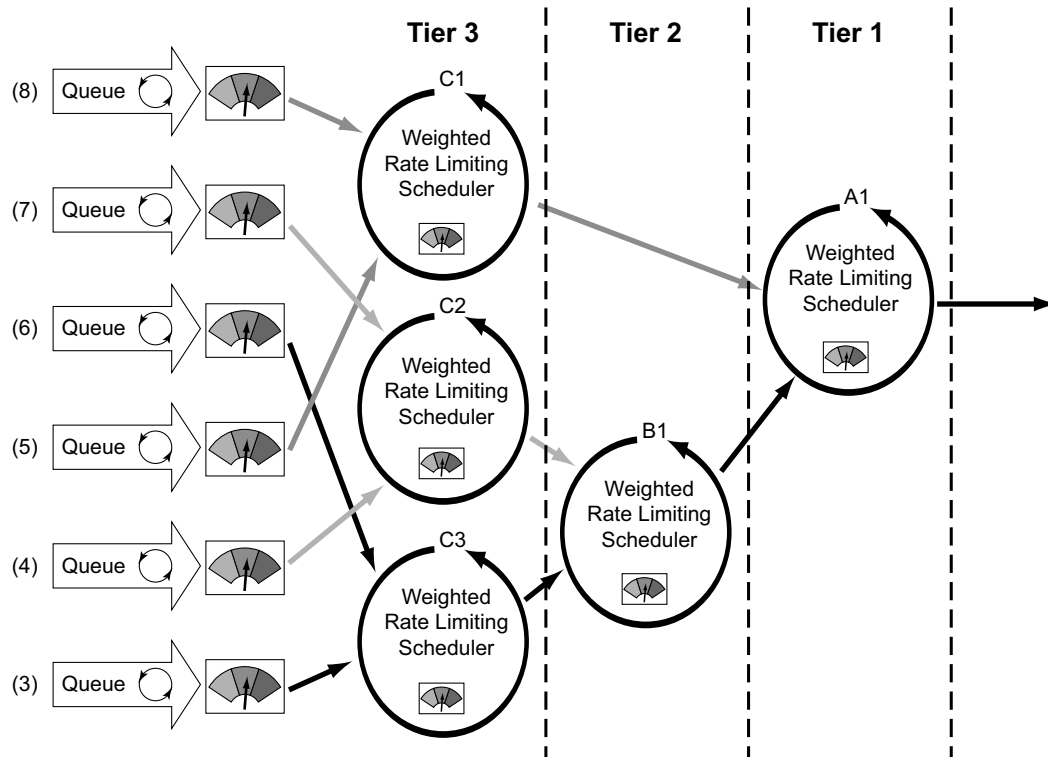 Tier 3
Tier 2
Tier 1
(8)
Queue
C1
Weighted
Rate Limiting
Scheduler
(7)
Queue
A1
Weighted
Rate Limiting
Scheduler
(6)
Queue
C2
Weighted
Rate Limiting
Scheduler
(5)
Queue
B1
Weighted
Rate Limiting
Scheduler
(4)
Queue
C3
Weighted
Rate Limiting
Scheduler
(3)
Queue